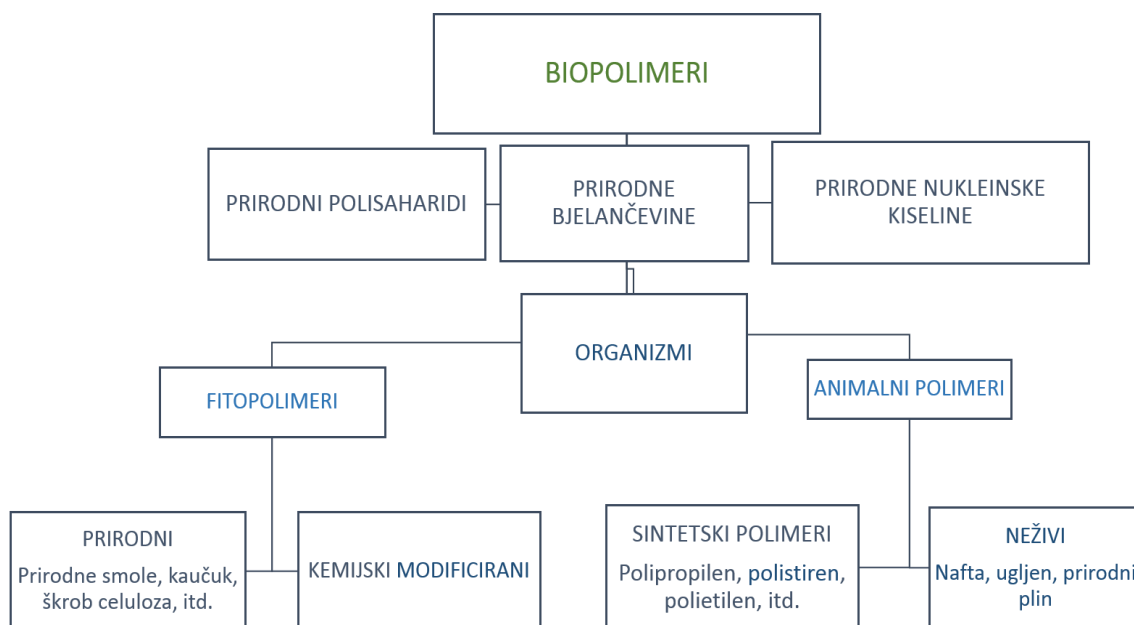 BIOPOLIMERI
PRIRODNI POLISAHARIDI
PRIRODNE
BJELANČEVINE
PRIRODNE NUKLEINSKE
KISELINE
ORGANIZMI
FITOPOLIMERI
ANIMALNI POLIMERI
PRIRODNI
Prirodne smole, kaučuk,
škrob celuloza, itd.
KEMIJSKI MODIFICIRANI
SINTETSKI POLIMERI
Polipropilen, polistiren,
polietilen, itd.
NEŽIVI
Nafta, ugljen, prirodni
plin